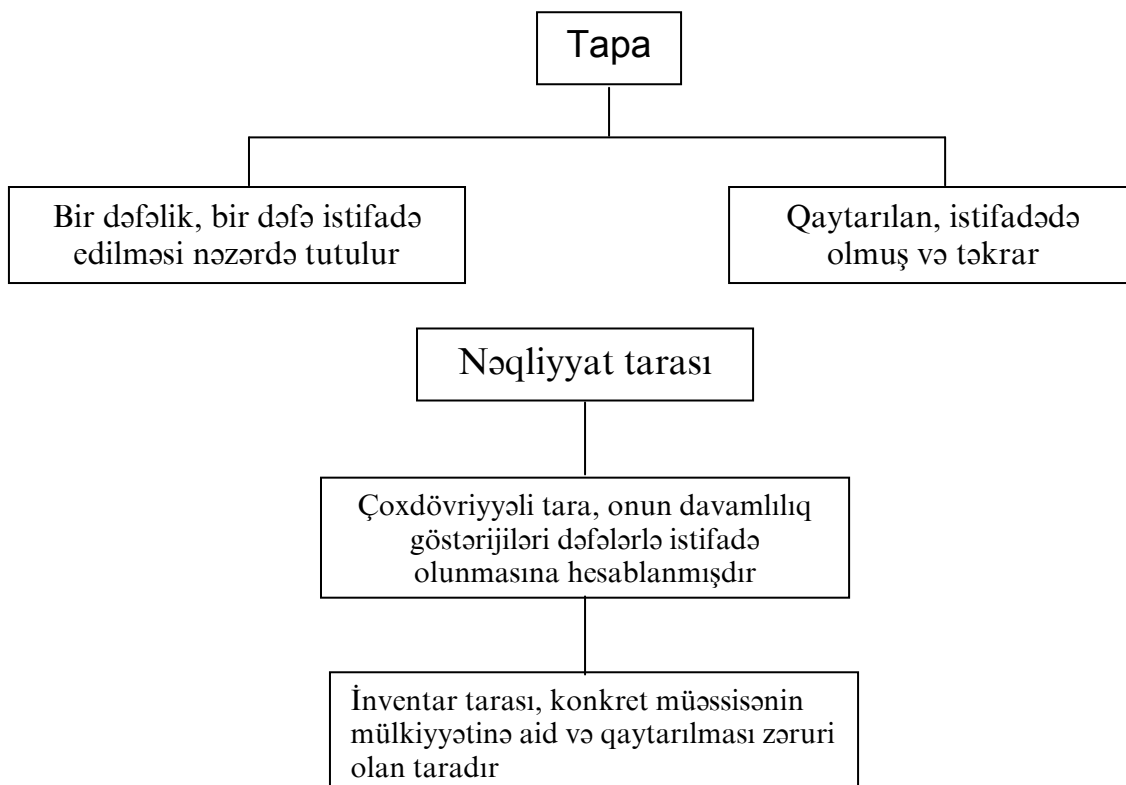 Tapa
Bir dəfəlik, bir dəfə istifadə
edilməsi nəzərdə tutulur
Qaytarılan, istifadədə
olmuş və təkrar
Nəqliyyat tarası
Çoxdövriyyəli tara, onun davamlılıq
göstərijiləri dəfələrlə istifadə
olunmasına hesablanmışdır
İnventar tarası, konkret müəssisənin
mülkiyyətinə aid və qaytarılması zəruri
olan taradır